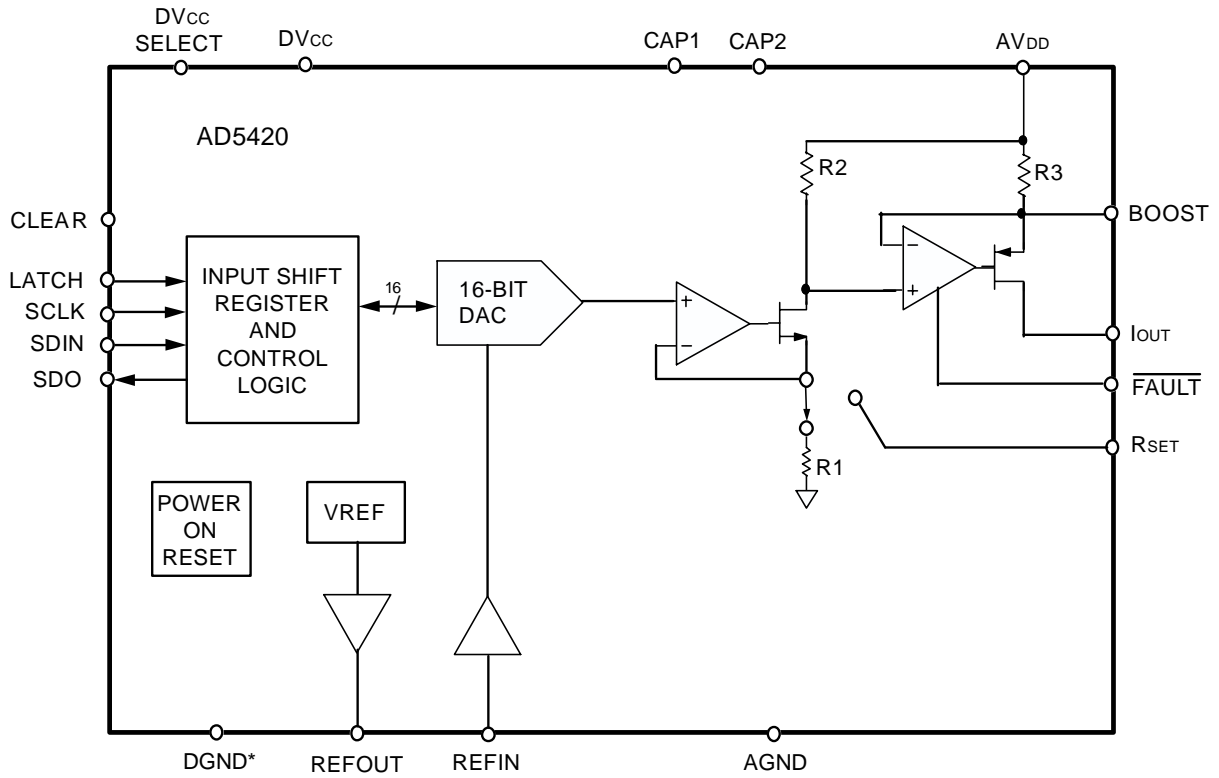 DVCC
SELECT
DVCC
CAP1
CAP2
AVDD
AD5420
R2
R3
CLEAR
BOOST
LATCH
SCLK
SDIN
SDO
INPUT SHIFT
REGISTER
AND
CONTROL
LOGIC
16
16-BIT
DAC
+
−
−
+
IOUT
FAULT
RSET
R1
POWER
ON
RESET
VREF
DGND*
REFOUT
REFIN
AGND